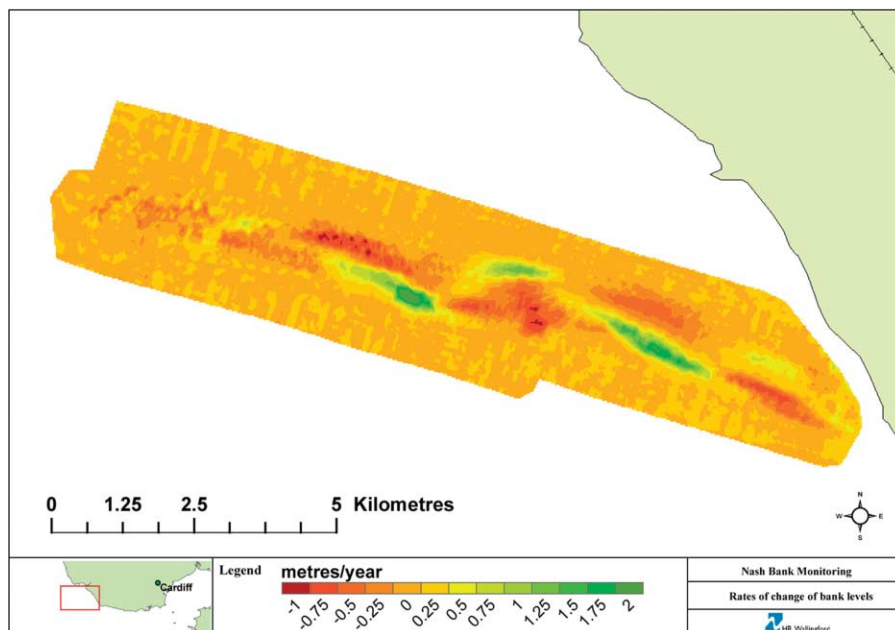 0 1.25 2.5 5 Kilometres
N
W E
S
Cardiff
Legend
metres/year
-1 -0.75 -0.5 -0.25 0 0.25 0.5 0.75 1 1.25 1.5 1.75 2
Nash Bank Monitoring
Rates of change of bank levels
HR Wallingford